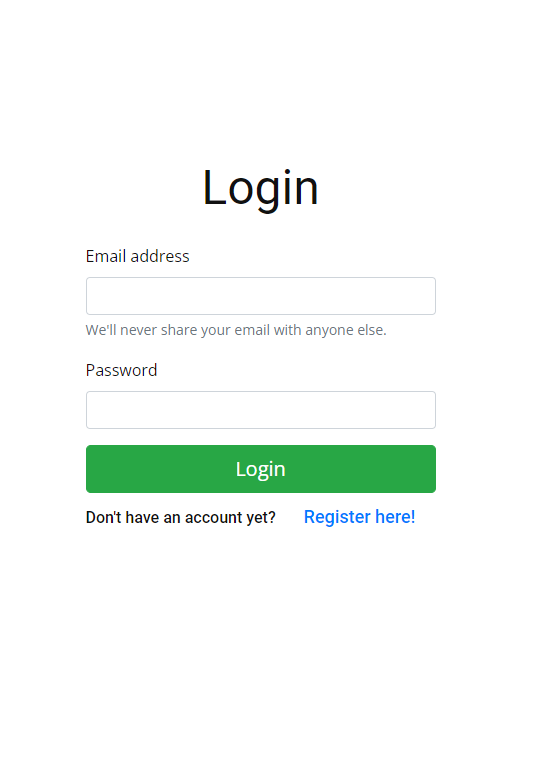 Login
Email address
We'll never share your email with anyone else.
Password
Login
Don't have an account yet? Register here!